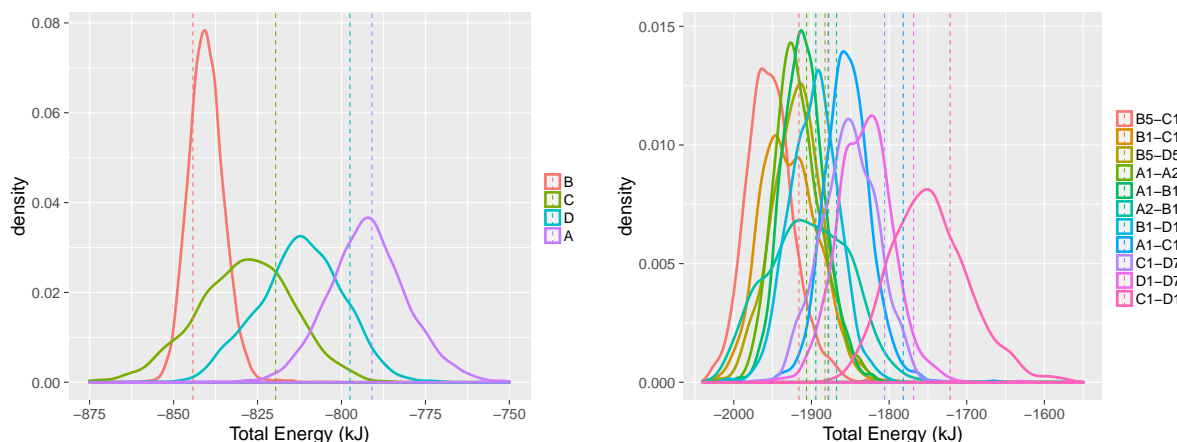 0.08
0.06
0.04
0.02
0.00
density
−875
−850
−825
−800
−775
−750
Total Energy (kJ)
B
C
D
A
0.015
0.010
0.005
0.000
density
−2000
−1900
−1800
−1700
−1600
Total Energy (kJ)
B5−C1
B1−C1
B5−D5
A1−A2
A1−B1
A2−B1
B1−D1
A1−C1
C1−D7
D1−D7
C1−D1